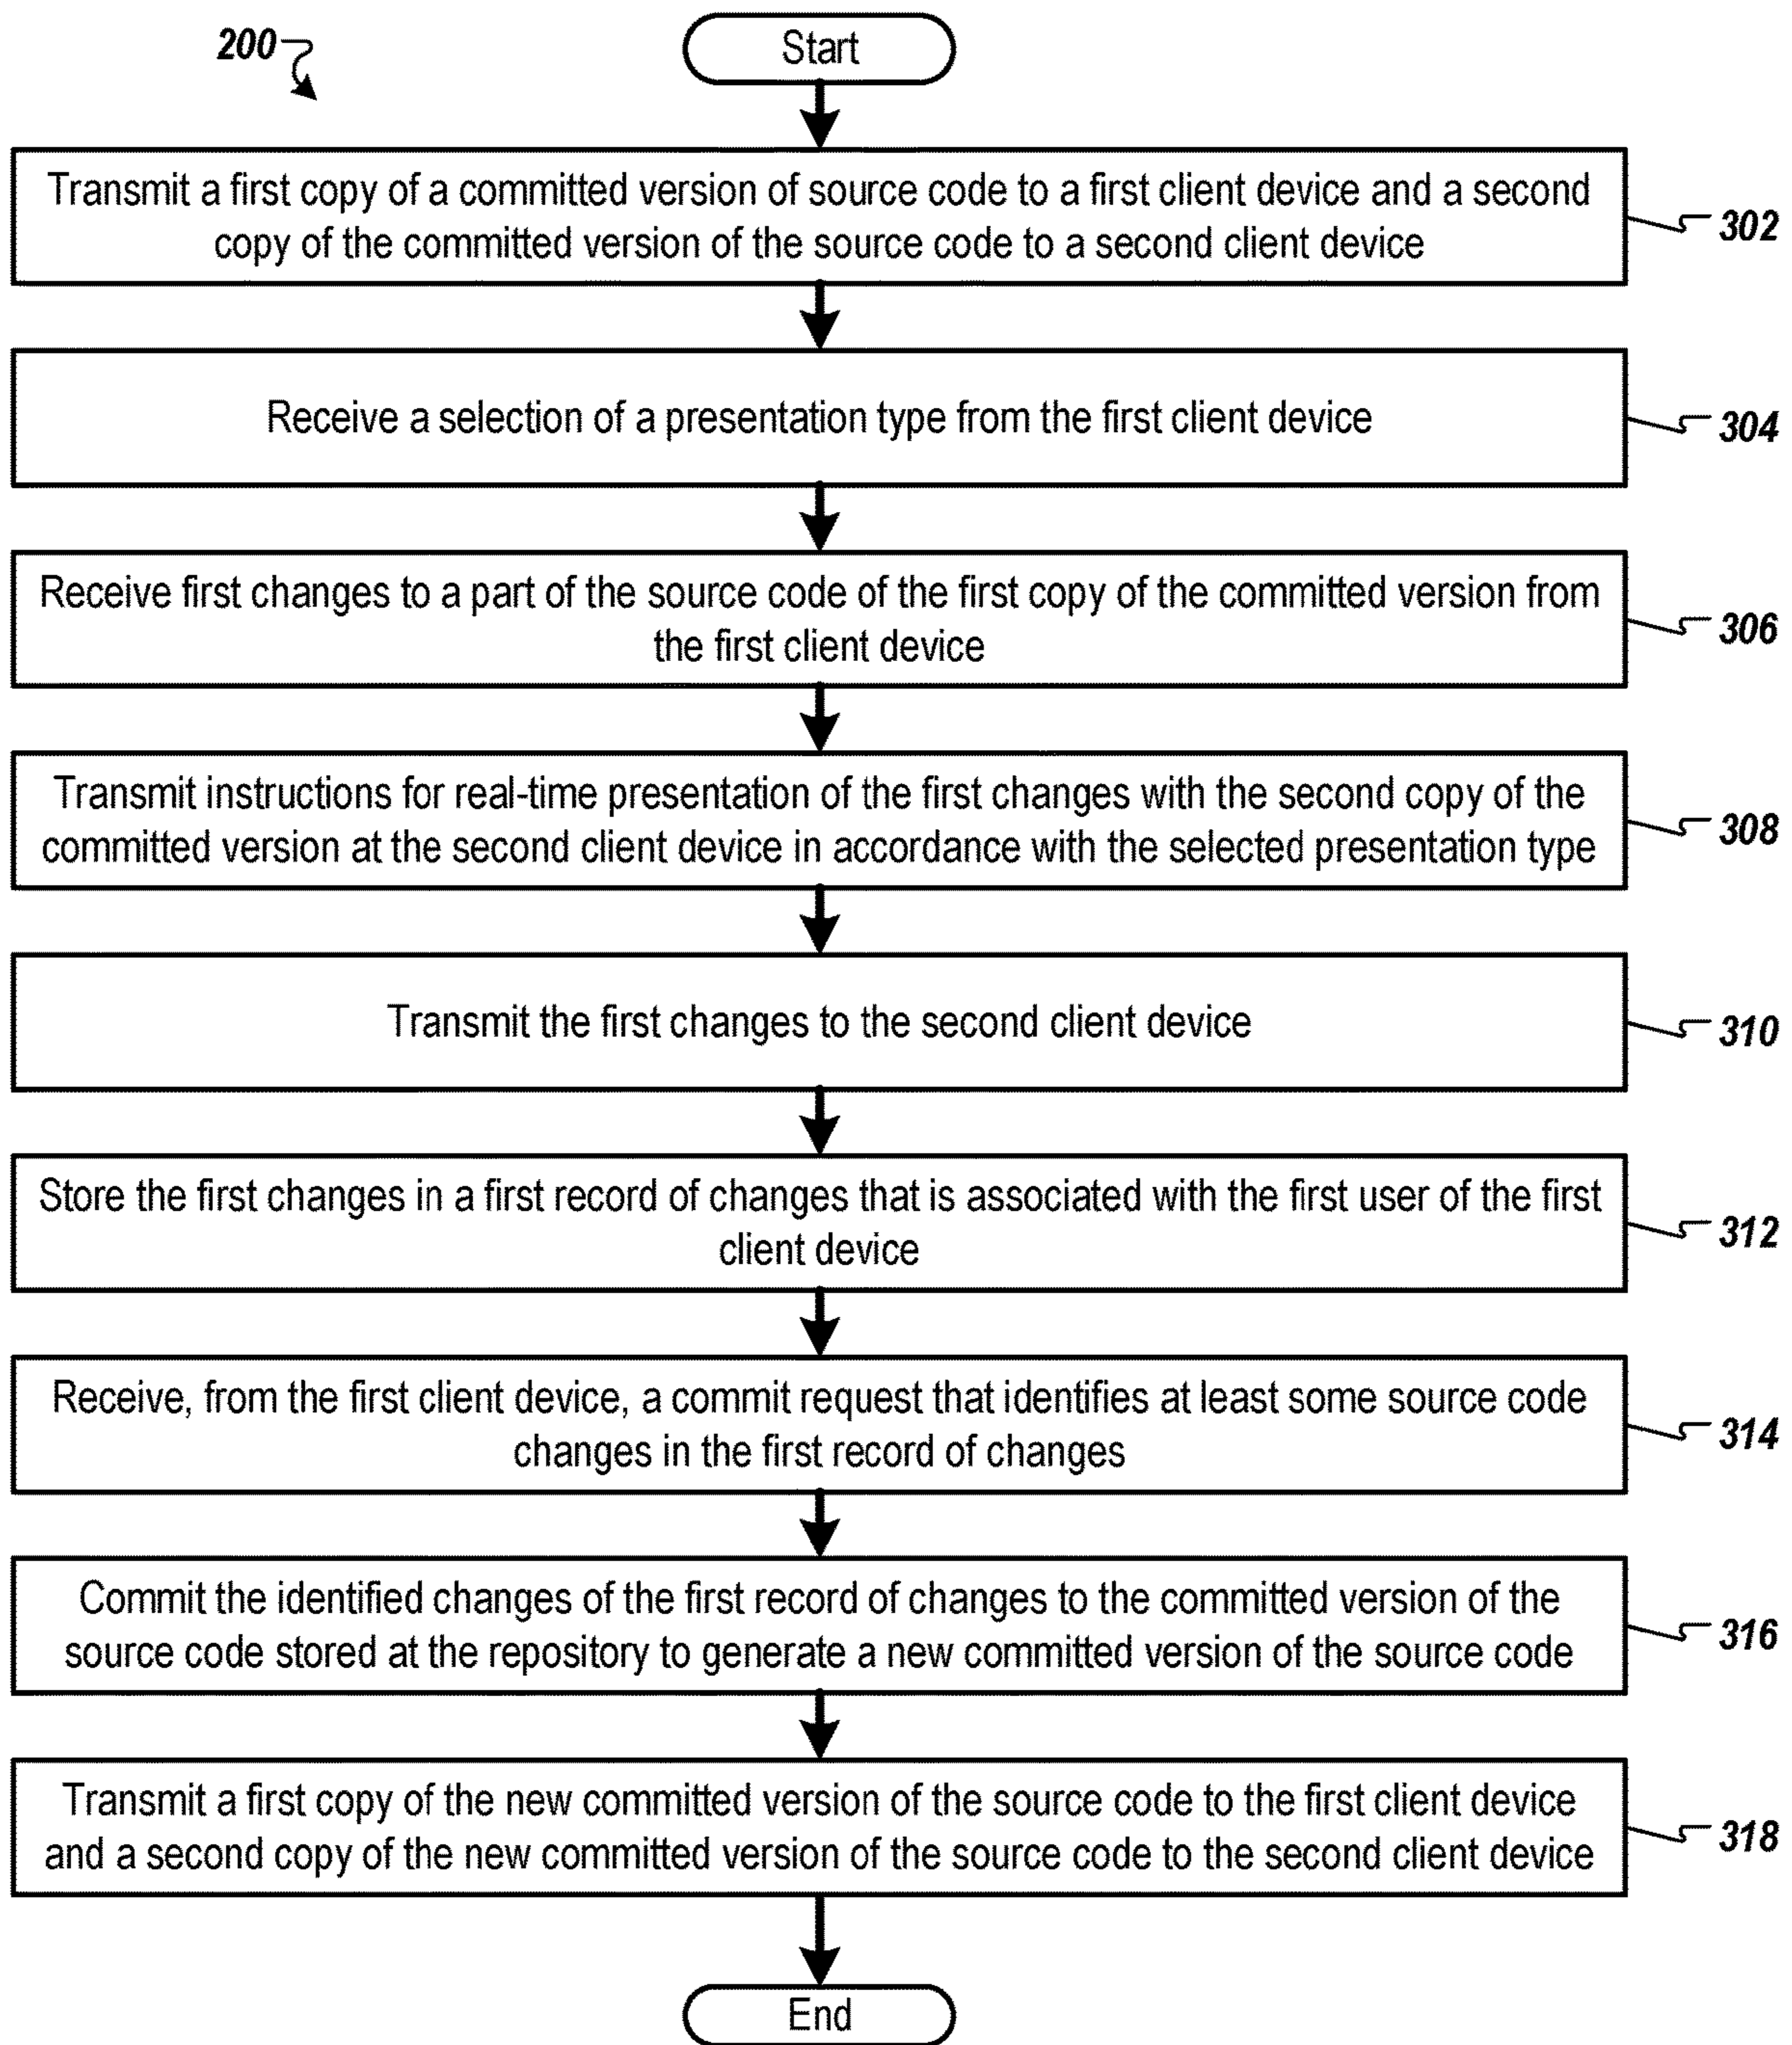 200
Start
Transmit a first copy of a committed version of source code to a first client device and a second
copy of the committed version of the source code to a second client device
302
Receive a selection of a presentation type from the first client device
304
Receive first changes to a part of the source code of the first copy of the committed version from
the first client device
306
Transmit instructions for real-time presentation of the first changes with the second copy of the
committed version at the second client device in accordance with the selected presentation type
308
Transmit the first changes to the second client device
310
Store the first changes in a first record of changes that is associated with the first user of the first
client device
312
Receive, from the first client device, a commit request that identifies at least some source code
changes in the first record of changes
314
Commit the identified changes of the first record of changes to the committed version of the
source code stored at the repository to generate a new committed version of the source code
316
Transmit a first copy of the new committed version of the source code to the first client device
and a second copy of the new committed version of the source code to the second client device
318
End